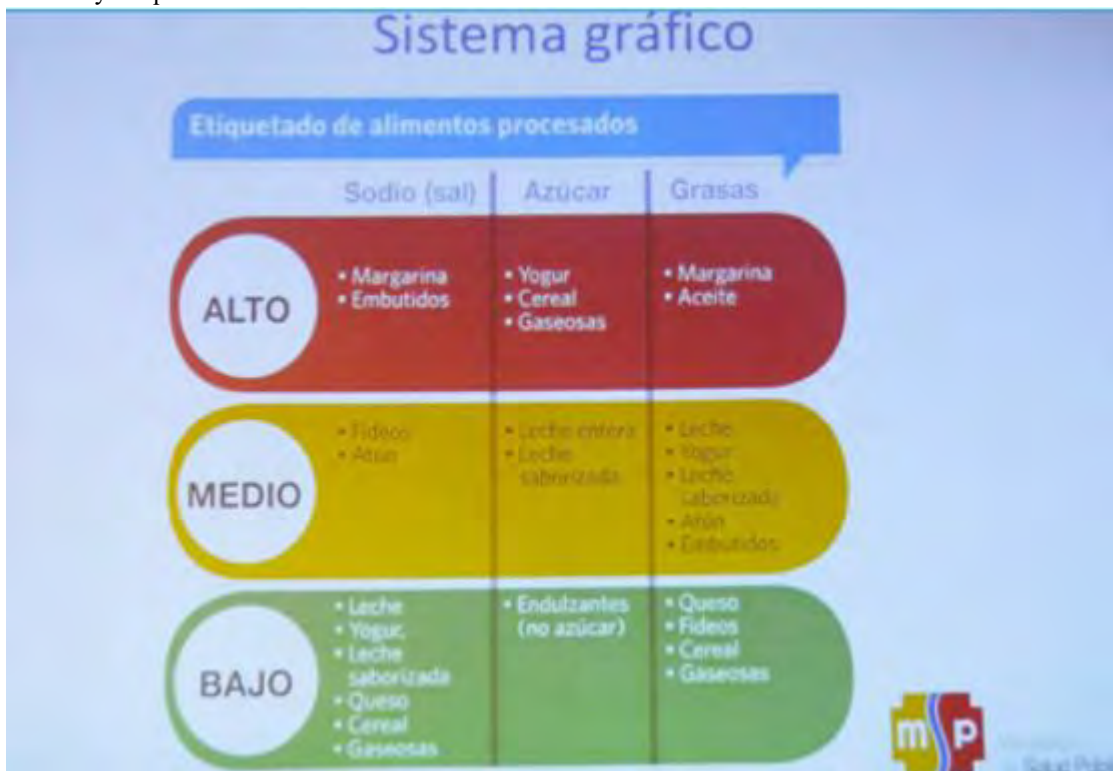 Sistema gráfico
Etiquetado de alimentos procesados
Sodio (sal)
Azúcar
Grasas
ALTO
• Margarina
• Embutidos
• Yogur
• Cereal
• Gaseosas
• Margarina
• Aceite
MEDIO
• Fideos
• Atún
• Leche entera
• Leche
saborizada
• Leche
• Yogur
• Leche
saborizada
• Atún
• Embutidos
BAJO
• Leche
• Yogur,
• Leche
saborizada
• Queso
• Cereal
• Gaseosas
• Endulzantes
(no azúcar)
• Queso
• Fideos
• Cereal
• Gaseosas
m p
Salud